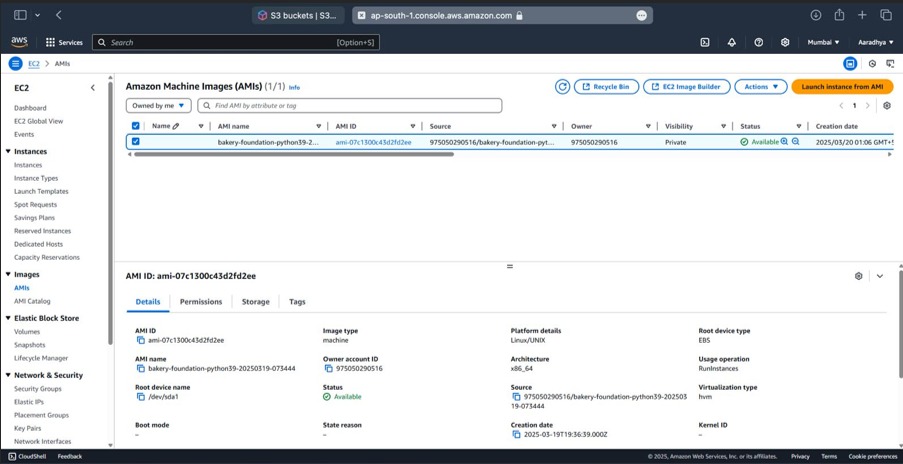 S3 buckets | S3...
ap-south-1.console.aws.amazon.com
aws
Services
Search
[Option+S]
Mumbai
Aaradhya
EC2 > AMIs
EC2
Dashboard
EC2 Global View
Events
Instances
Instances
Instance Types
Launch Templates
Spot Requests
Savings Plans
Reserved Instances
Dedicated Hosts
Capacity Reservations
Images
AMIs
AMI Catalog
Elastic Block Store
Volumes
Snapshots
Lifecycle Manager
Network & Security
Security Groups
Elastic IPs
Placement Groups
Key Pairs
Network Interfaces
Amazon Machine Images (AMIs) (1/1) Info
Recycle Bin
EC2 Image Builder
Actions
Launch instance from AMI
Owned by me
Find AMI by attribute or tag
1
Name AMI name AMI ID Source Owner Visibility Status Creation date
bakery-foundation-python39-2... ami-07c1300c43d2fd2ee 975050290516/bakery-foundation-pyt... 975050290516 Private Available 2025/03/20 01:06 GMT+5
AMI ID: ami-07c1300c43d2fd2ee
Details Permissions Storage Tags
AMI ID
ami-07c1300c43d2fd2ee
Image type
machine
Platform details
Linux/UNIX
Root device type
EBS
AMI name
bakery-foundation-python39-20250319-073444
Owner account ID
975050290516
Architecture
x86_64
Usage operation
RunInstances
Root device name
/dev/sda1
Status
Available
Source
975050290516/bakery-foundation-python39-202503
19-073444
Virtualization type
hvm
Boot mode
–
State reason
–
Creation date
2025-03-19T19:36:39.000Z
Kernel ID
–
CloudShell Feedback
© 2025, Amazon Web Services, Inc. or its affiliates. Privacy Terms Cookie preferences